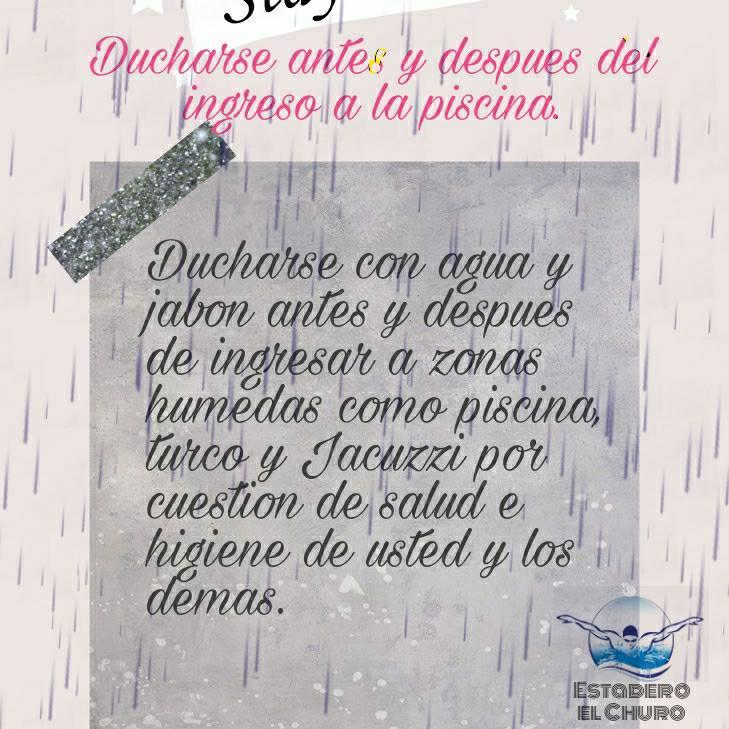 Ducharse antes y despues del
ingreso a la piscina.
Ducharse con agua y
jabon antes y despues
de ingresar a zonas
humedas como piscina,
turco y Jacuzzi por
cuestion de salud e
higiene de usted y los
demas.
ESTADERO
EL CHURO